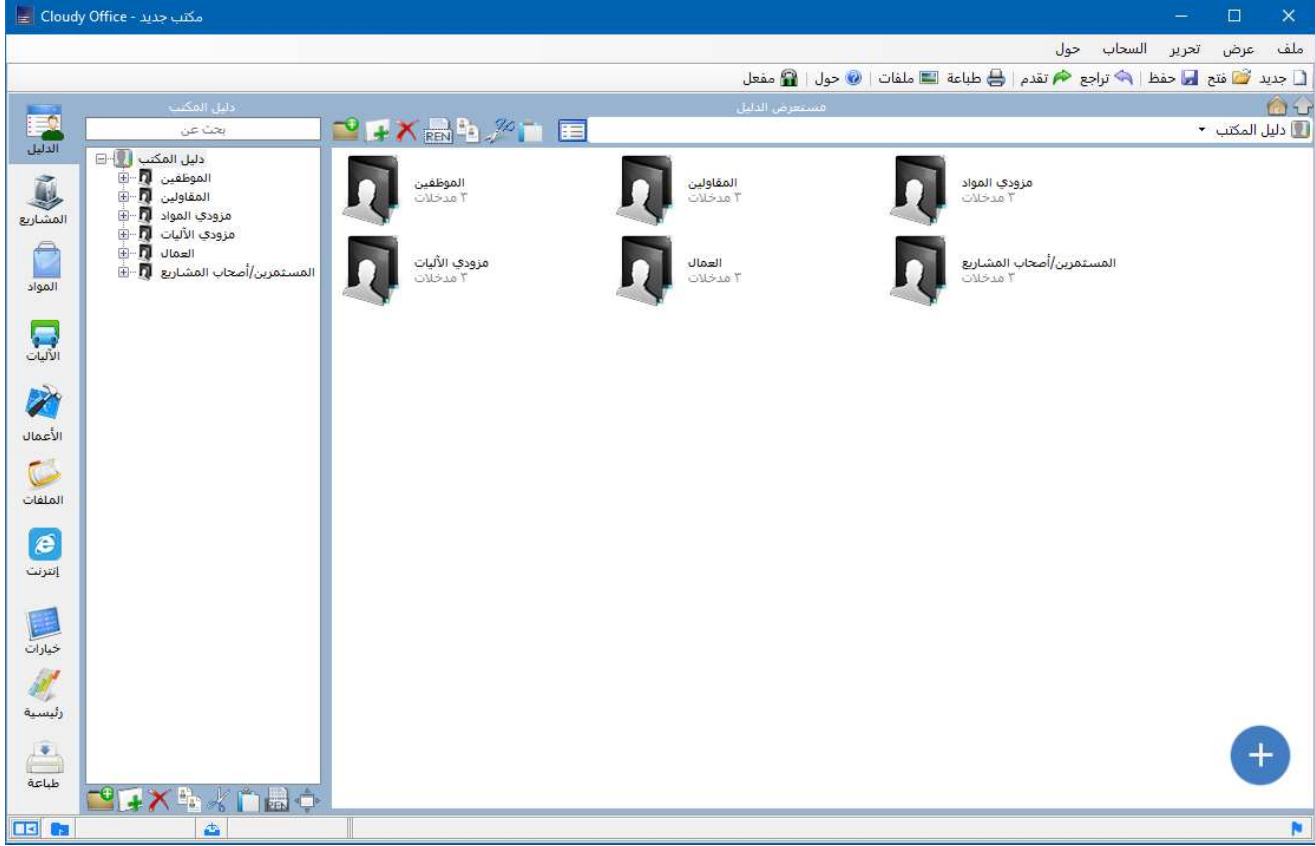 مكتب جديد - Cloudy Office
ملف عرض تحرير السحاب حول
جديد فتح حفظ تراجع تقدم طباعة ملفات حول مفعل
مستعرض الدليل
دليل المكتب
دليل المكتب
REN
بحث عن
الدليل
المشاريع
المواد
الآليات
الأعمال
الملفات
إنترنت
خيارات
رئيسية
طباعة
دليل المكتب
الموظفين
المقاولين
مزودي المواد
مزودي الآليات
العمال
المستمرين/أصحاب المشاريع
الموظفين
٣ مدخلات
المقاولين
٣ مدخلات
مزودي المواد
٣ مدخلات
مزودي الآليات
٣ مدخلات
العمال
٣ مدخلات
المستمرين/أصحاب المشاريع
٣ مدخلات
REN